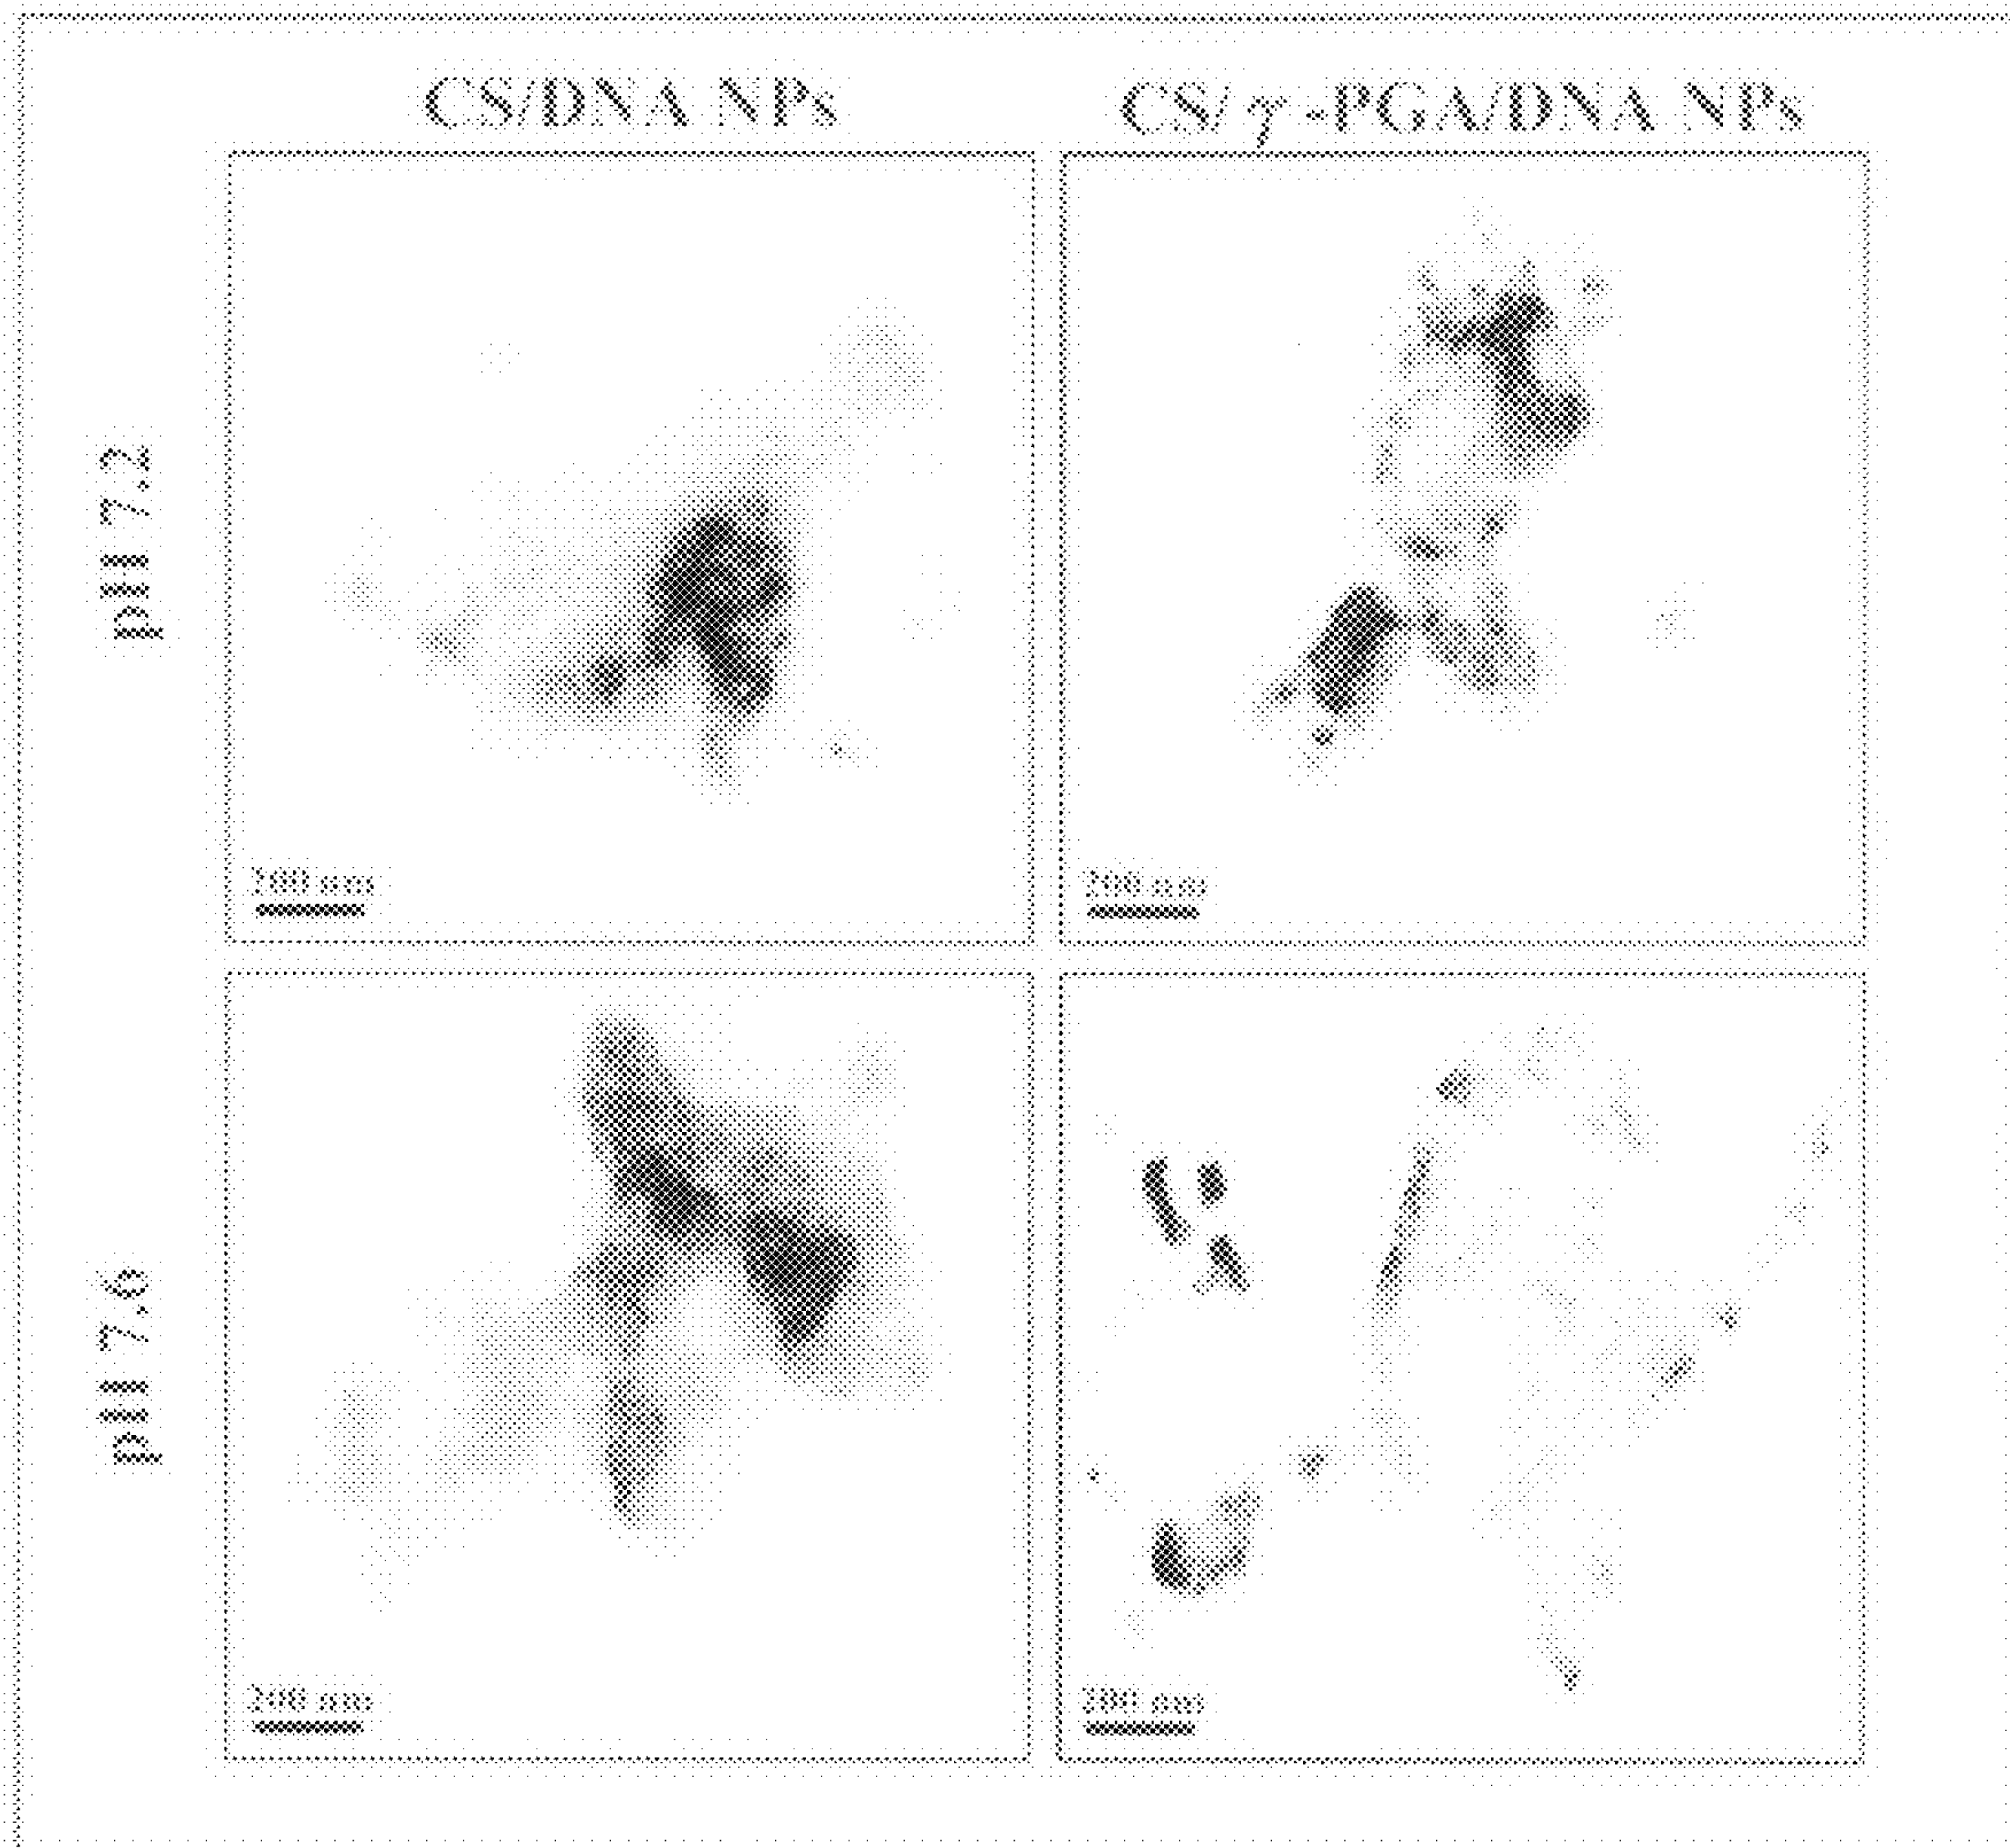 CS/DNA NPs
CS/ γ -PGA/DNA NPs
pH 7.2
200 nm
200 nm
pH 7.6
200 nm
200 nm